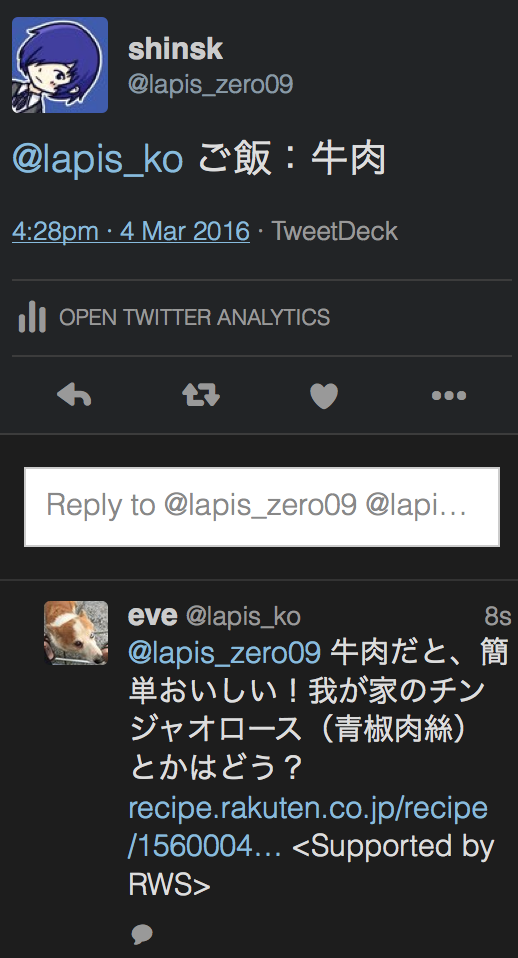 shinsk
@lapis_zero09
@lapis_ko ご飯：牛肉
4:28pm · 4 Mar 2016 · TweetDeck
OPEN TWITTER ANALYTICS
Reply to @lapis_zero09 @lapi...
eve @lapis_ko 8s
@lapis_zero09 牛肉だと、簡
単おいしい！我が家のチン
ジャオロース（青椒肉絲）
とかはどう？
recipe.rakuten.co.jp/recipe
/1560004... <Supported by
RWS>